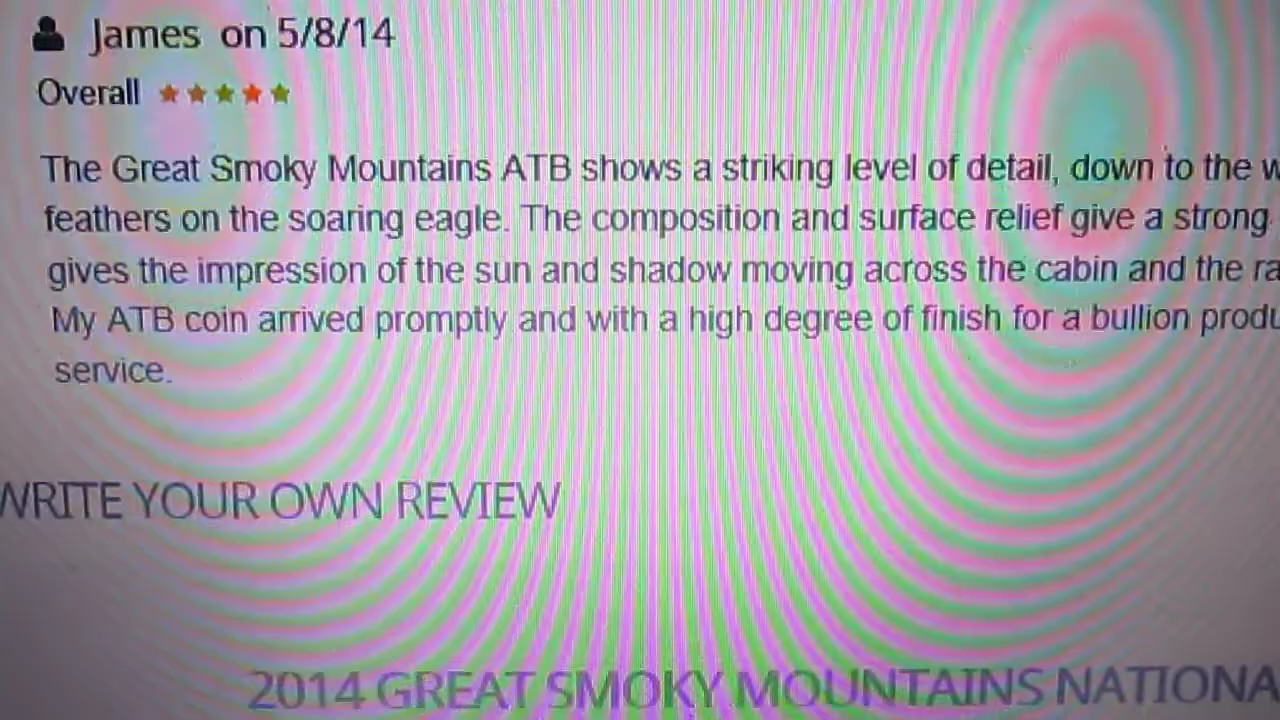 James on 5/8/14
Overall
The Great Smoky Mountains ATB shows a striking level of detail, down to the
feathers on the soaring eagle. The composition and surface relief give a strong
gives the impression of the sun and shadow moving across the cabin and the
My ATB coin arrived promptly and with a high degree of finish for a bullion
service.
WRITE YOUR OWN REVIEW
2014 GREAT SMOKY MOUNTAINS